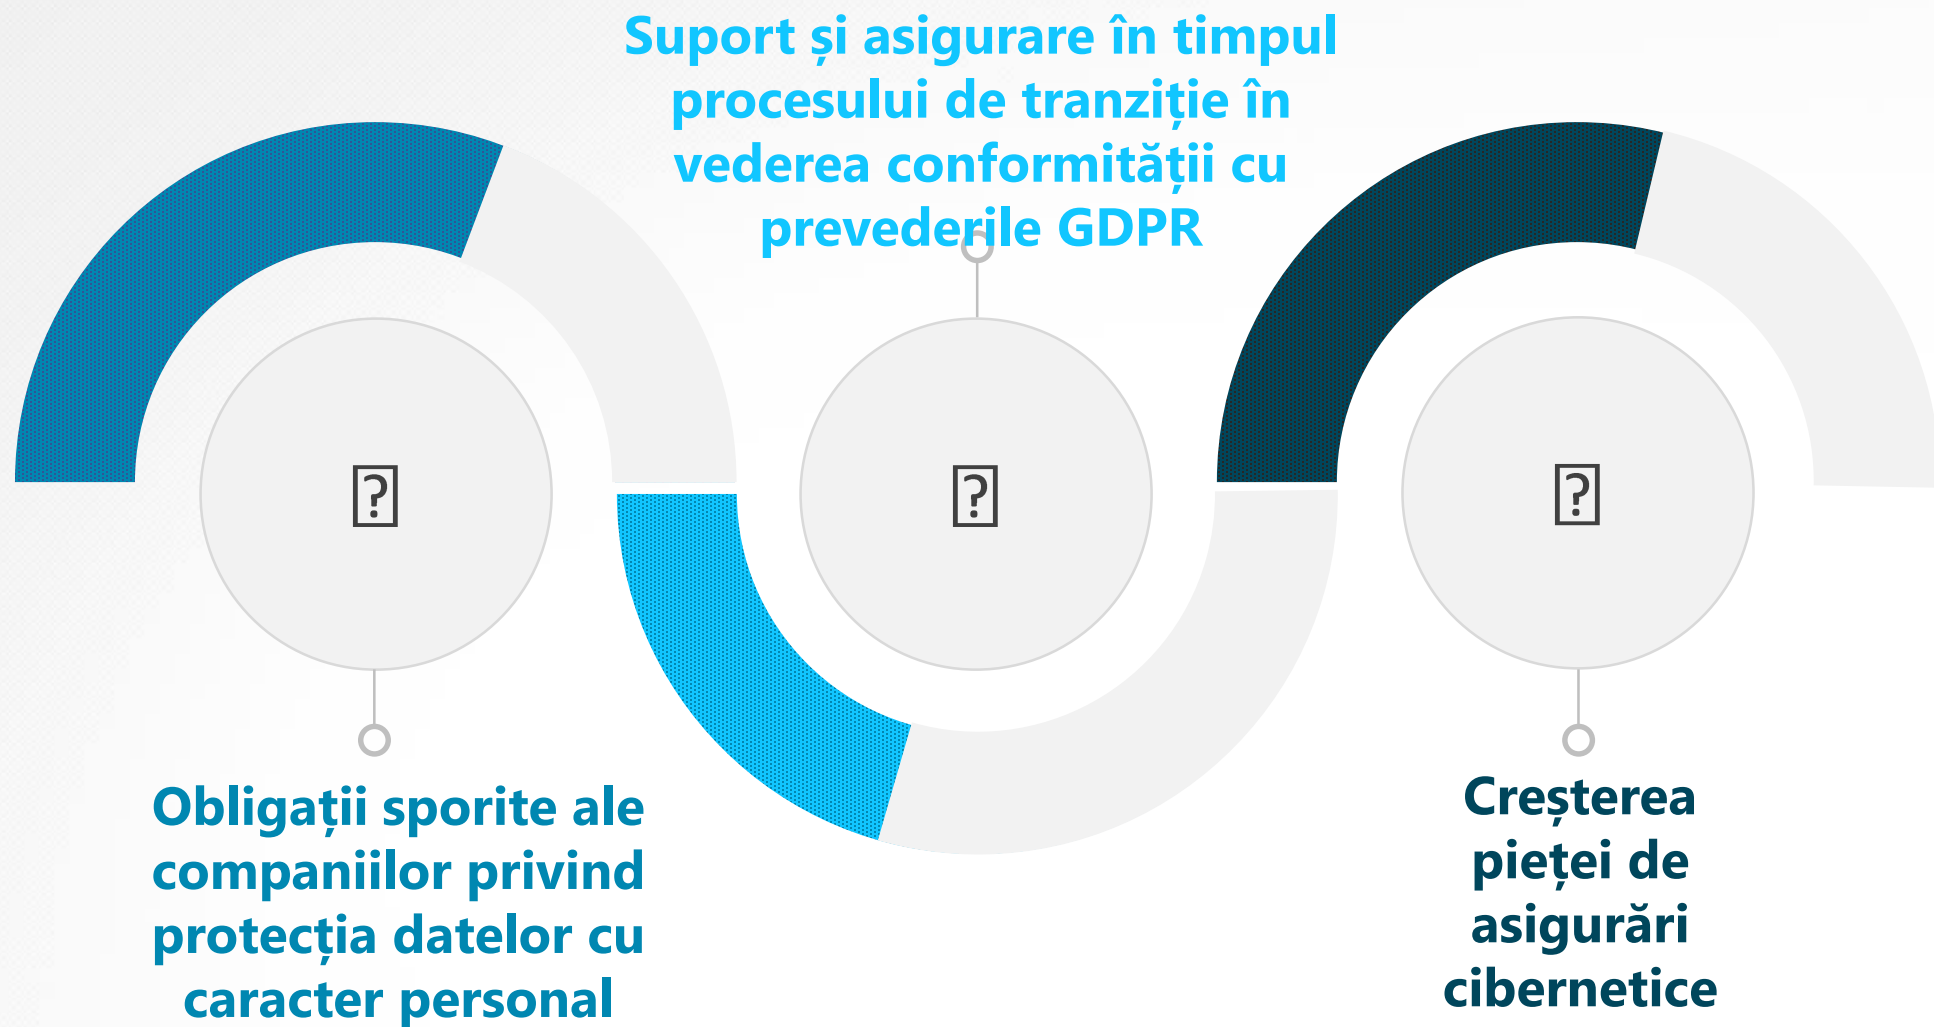 Suport și asigurare în timpul
procesului de tranziție în
vederea conformității cu
prevederile GDPR
Obligații sporite ale
companiilor privind
protecția datelor cu
caracter personal
Creșterea
pieței de
asigurări
cibernetice